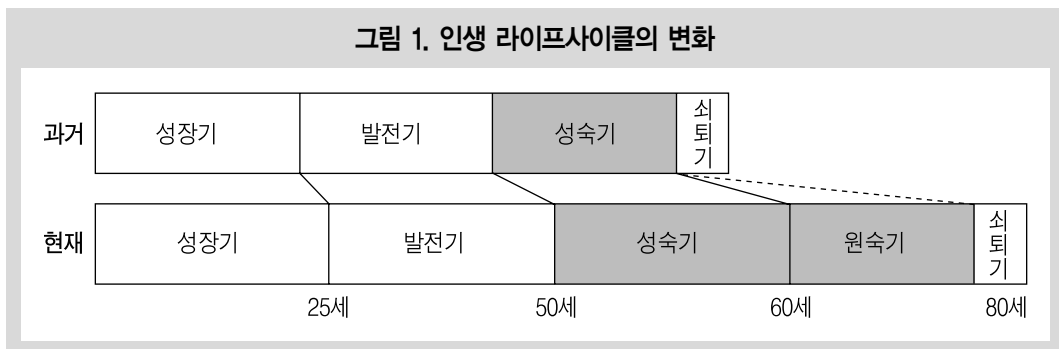 그림 1. 인생 라이프사이클의 변화
과거 성장기 발전기 성숙기 쇠퇴기
현재 성장기 발전기 성숙기 원숙기 쇠퇴기
25세 50세 60세 80세